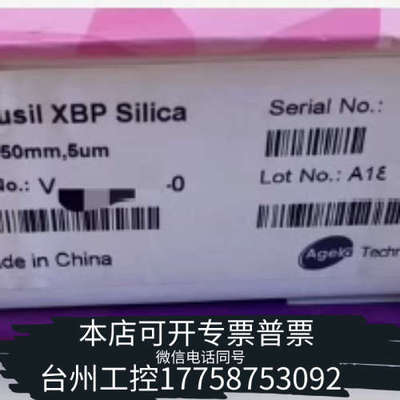 usil XBP Silica
Serial No.:
50mm,5um
o.: V -0
Lot No.: A18
de in China
Agela Techn
本店可开专票普票
微信电话同号
台州工控17758753092